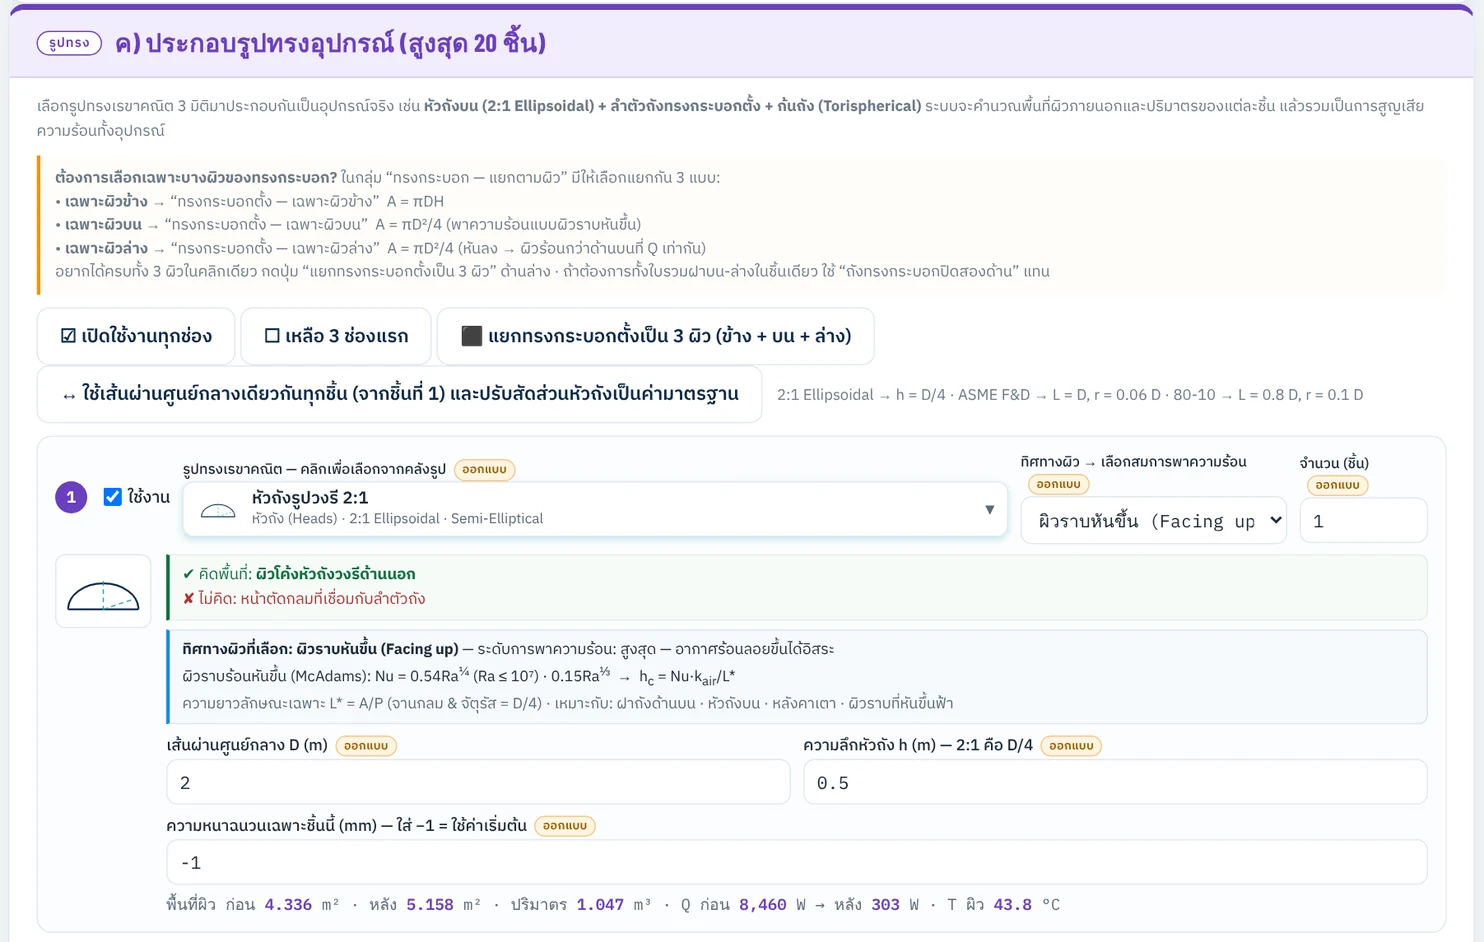 รูปทรง
ค) ประกอบรูปทรงอุปกรณ์ (สูงสุด 20 ชิ้น)
เลือกรูปทรงเรขาคณิต 3 มิติมาประกอบกันเป็นอุปกรณ์จริง เช่น หัวถังบน (2:1 Ellipsoidal) + ลำตัวถังทรงกระบอกตั้ง + ก้นถัง (Torispherical) ระบบจะคำนวณพื้นที่ผิวภายนอกและปริมาตรของแต่ละชิ้น แล้วรวมเป็นการสูญเสีย
ความร้อนทั้งอุปกรณ์
ต้องการเลือกเฉพาะบางผิวของทรงกระบอก? ในกลุ่ม “ทรงกระบอก — แยกตามผิว” มีให้เลือกแยกกัน 3 แบบ:
• เฉพาะผิวข้าง → “ทรงกระบอกตั้ง — เฉพาะผิวข้าง” A = πDH
• เฉพาะผิวบน → “ทรงกระบอกตั้ง — เฉพาะผิวบน” A = πD²/4 (พาความร้อนแบบผิวราบหันขึ้น)
• เฉพาะผิวล่าง → “ทรงกระบอกตั้ง — เฉพาะผิวล่าง” A = πD²/4 (หันลง → ผิวร้อนกว่าด้านบนที่ Q เท่ากัน)
อยากได้ครบทั้ง 3 ผิวในคลิกเดียว กดปุ่ม “แยกทรงกระบอกตั้งเป็น 3 ผิว” ด้านล่าง · ถ้าต้องการทั้งใบรวมฝาบน-ล่างในชิ้นเดียว ใช้ “ถังทรงกระบอกปิดสองด้าน” แทน
☑ เปิดใช้งานทุกช่อง
☐ เหลือ 3 ช่องแรก
⬛ แยกทรงกระบอกตั้งเป็น 3 ผิว (ข้าง + บน + ล่าง)
↔ ใช้เส้นผ่านศูนย์กลางเดียวกันทุกชิ้น (จากชิ้นที่ 1) และปรับสัดส่วนหัวถังเป็นค่ามาตรฐาน
2:1 Ellipsoidal → h = D/4 · ASME F&D → L = D, r = 0.06 D · 80-10 → L = 0.8 D, r = 0.1 D
1
ใช้งาน
รูปทรงเรขาคณิต — คลิกเพื่อเลือกจากคลังรูป ออกแบบ
หัวถังรูปวงรี 2:1
หัวถัง (Heads) · 2:1 Ellipsoidal · Semi-Elliptical
▼
ทิศทางผิว → เลือกสมการพาความร้อน
ออกแบบ
ผิวราบหันขึ้น (Facing up
จำนวน (ชิ้น)
ออกแบบ
1
✔ คิดพื้นที่: ผิวโค้งหัวถังวงรีด้านนอก
✘ ไม่คิด: หน้าตัดกลมที่เชื่อมกับลำตัวถัง
ทิศทางผิวที่เลือก: ผิวราบหันขึ้น (Facing up) — ระดับการพาความร้อน: สูงสุด — อากาศร้อนลอยขึ้นได้อิสระ
ผิวราบร้อนหันขึ้น (McAdams): Nu = 0.54Ra¼ (Ra ≤ 10⁷) · 0.15Ra⅓ → hc = Nu·kair/L*
ความยาวลักษณะเฉพาะ L* = A/P (จานกลม & จัตุรัส = D/4) · เหมาะกับ: ฝาถังด้านบน · หัวถังบน · หลังคาเตา · ผิวราบที่หันขึ้นฟ้า
เส้นผ่านศูนย์กลาง D (m) ออกแบบ
2
ความลึกหัวถัง h (m) — 2:1 คือ D/4 ออกแบบ
0.5
ความหนาฉนวนเฉพาะชิ้นนี้ (mm) — ใส่ −1 = ใช้ค่าเริ่มต้น ออกแบบ
-1
พื้นที่ผิว ก่อน 4.336 m² · หลัง 5.158 m² · ปริมาตร 1.047 m³ · Q ก่อน 8,460 W → หลัง 303 W · T ผิว 43.8 °C